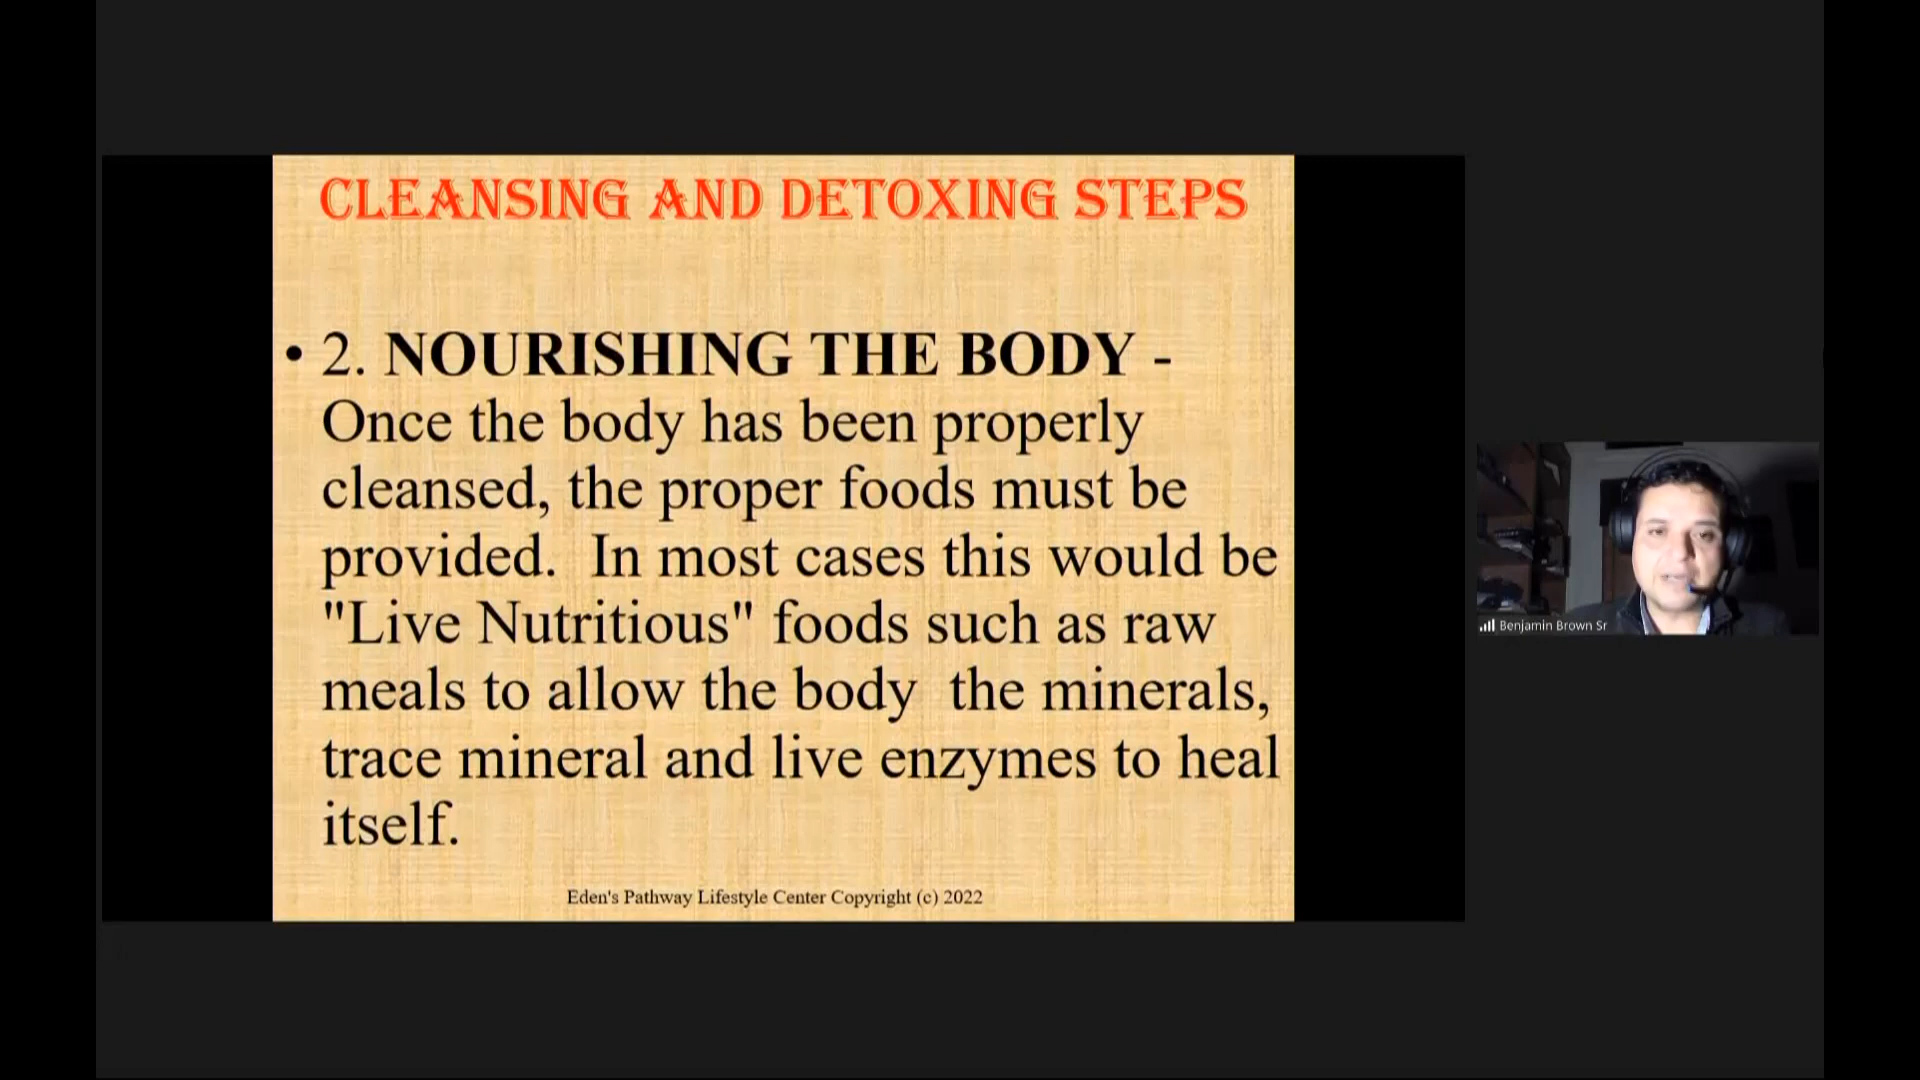 CLEANSING AND DETOXING STEPS
• 2. NOURISHING THE BODY -
Once the body has been properly
cleansed, the proper foods must be
provided.  In most cases this would be
"Live Nutritious" foods such as raw
meals to allow the body  the minerals,
trace mineral and live enzymes to heal
itself.
Eden's Pathway Lifestyle Center Copyright (c) 2022
Benjamin Brown Sr